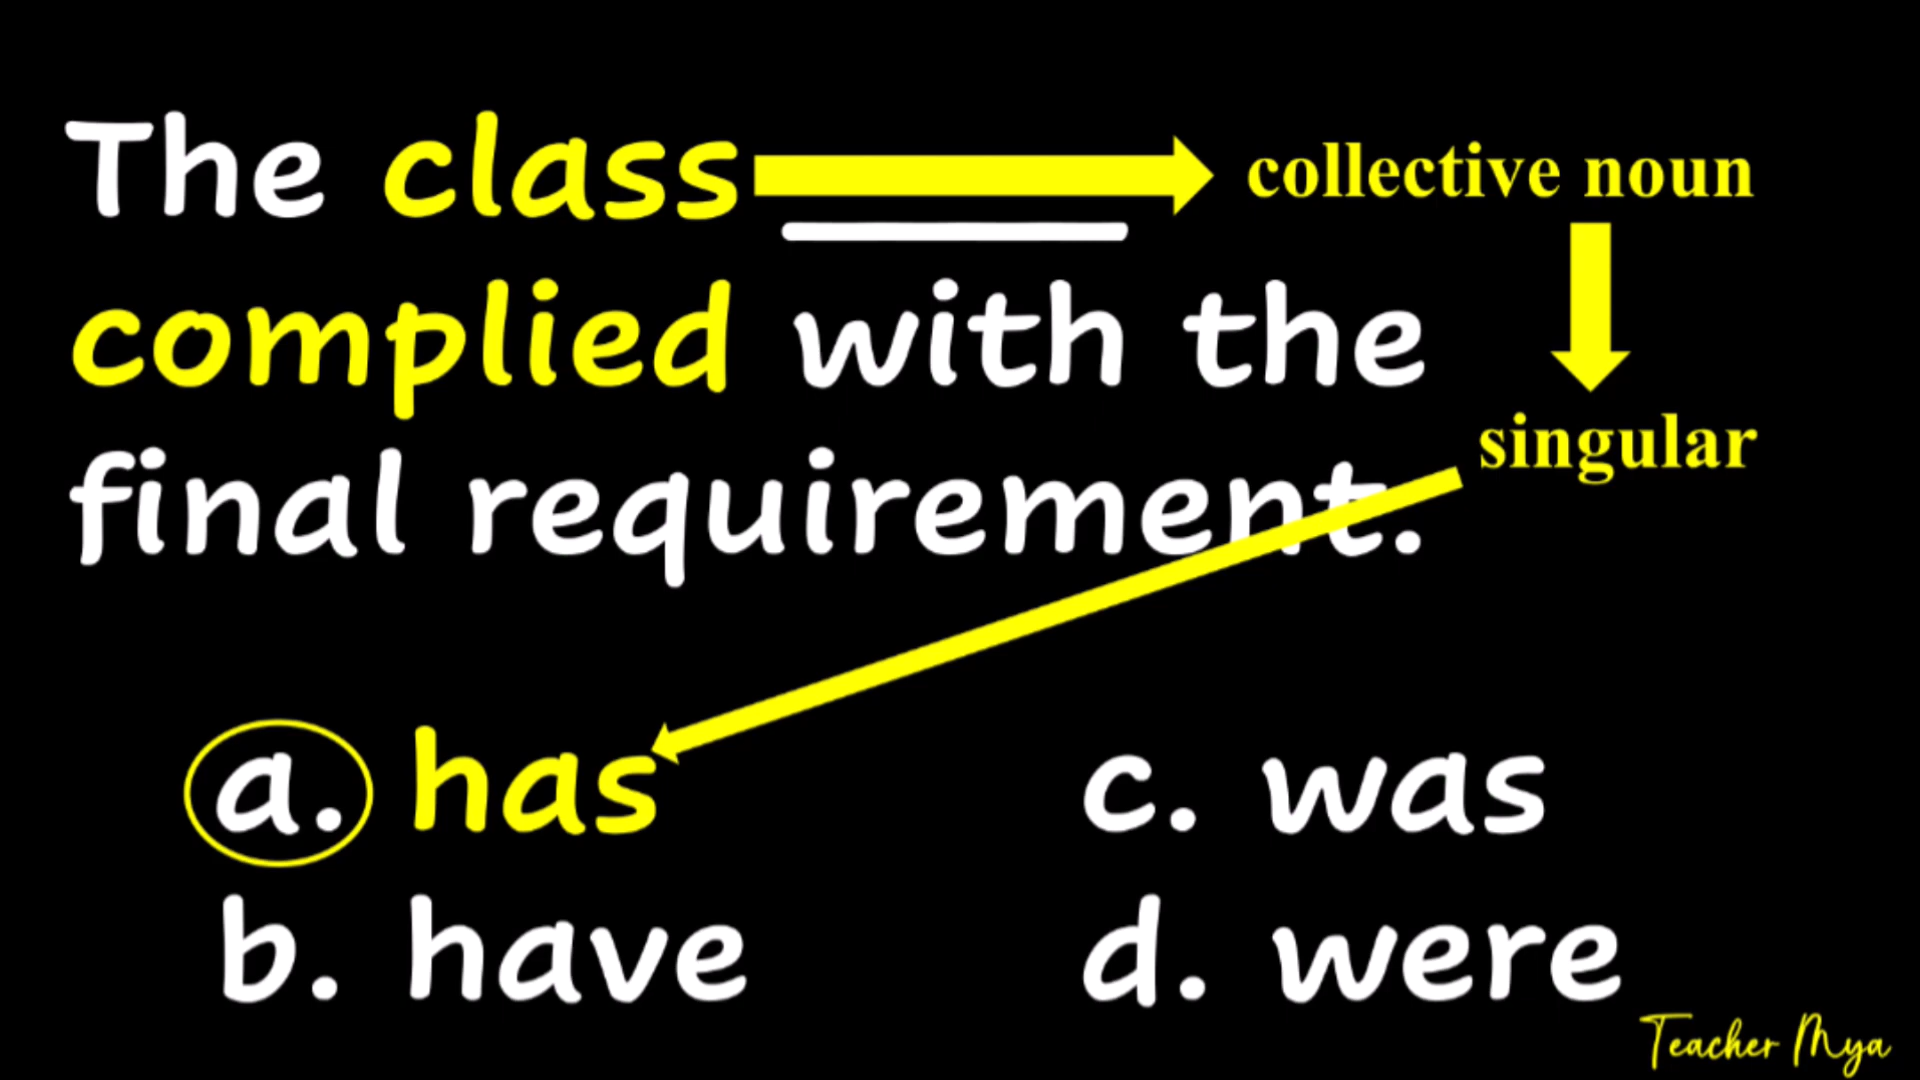 The class ______ collective noun
complied with the
singular
final requirement.
a. has
c. was
b. have
d. were
Teacher Mya